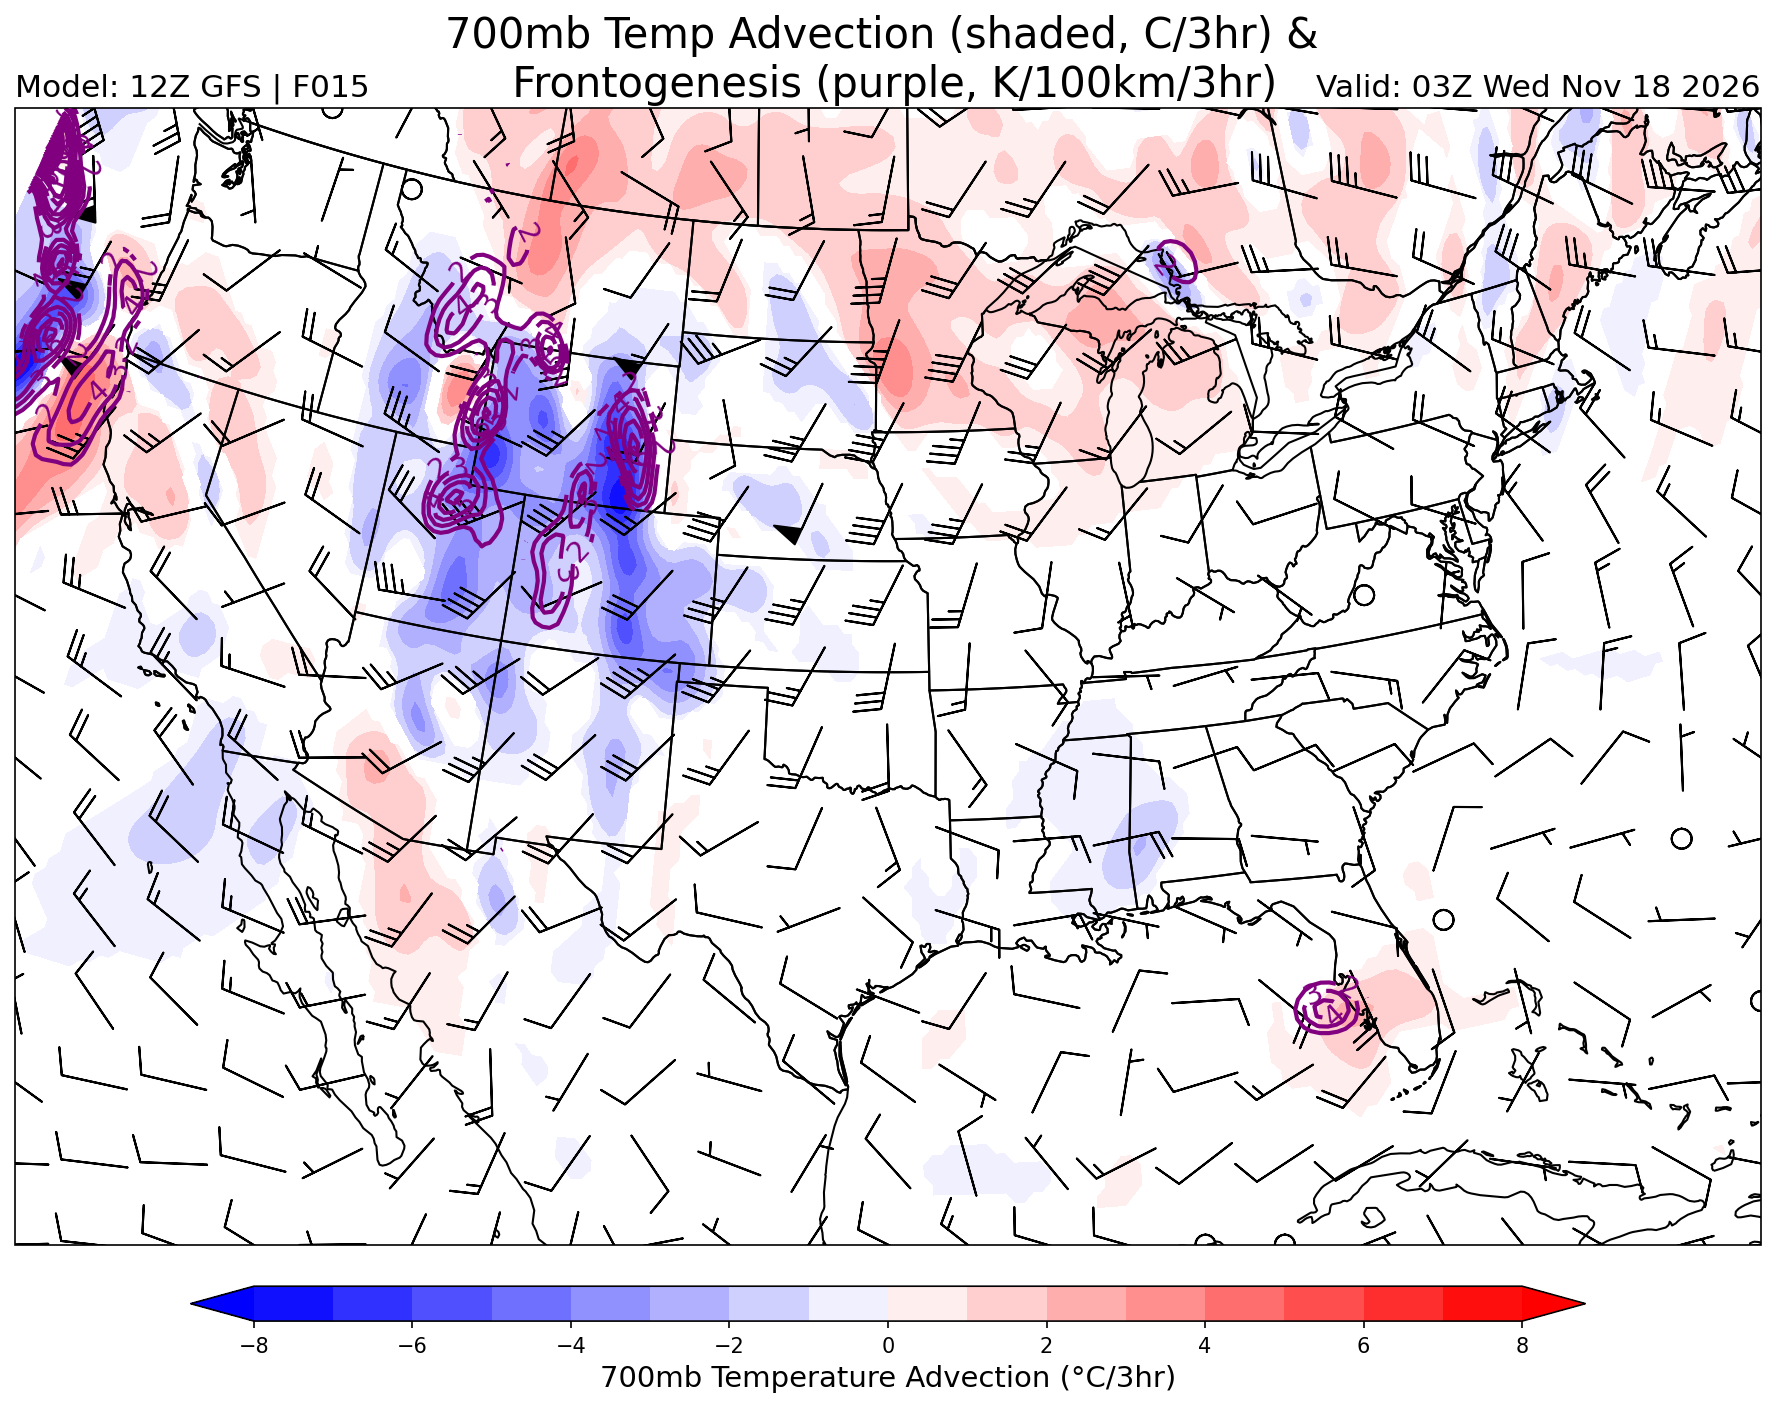 700mb Temp Advection (shaded, C/3hr) &
Frontogenesis (purple, K/100km/3hr)
Model: 12Z GFS | F015
Valid: 03Z Wed Nov 18 2026
−8 −6 −4 −2 0 2 4 6 8
700mb Temperature Advection (°C/3hr)